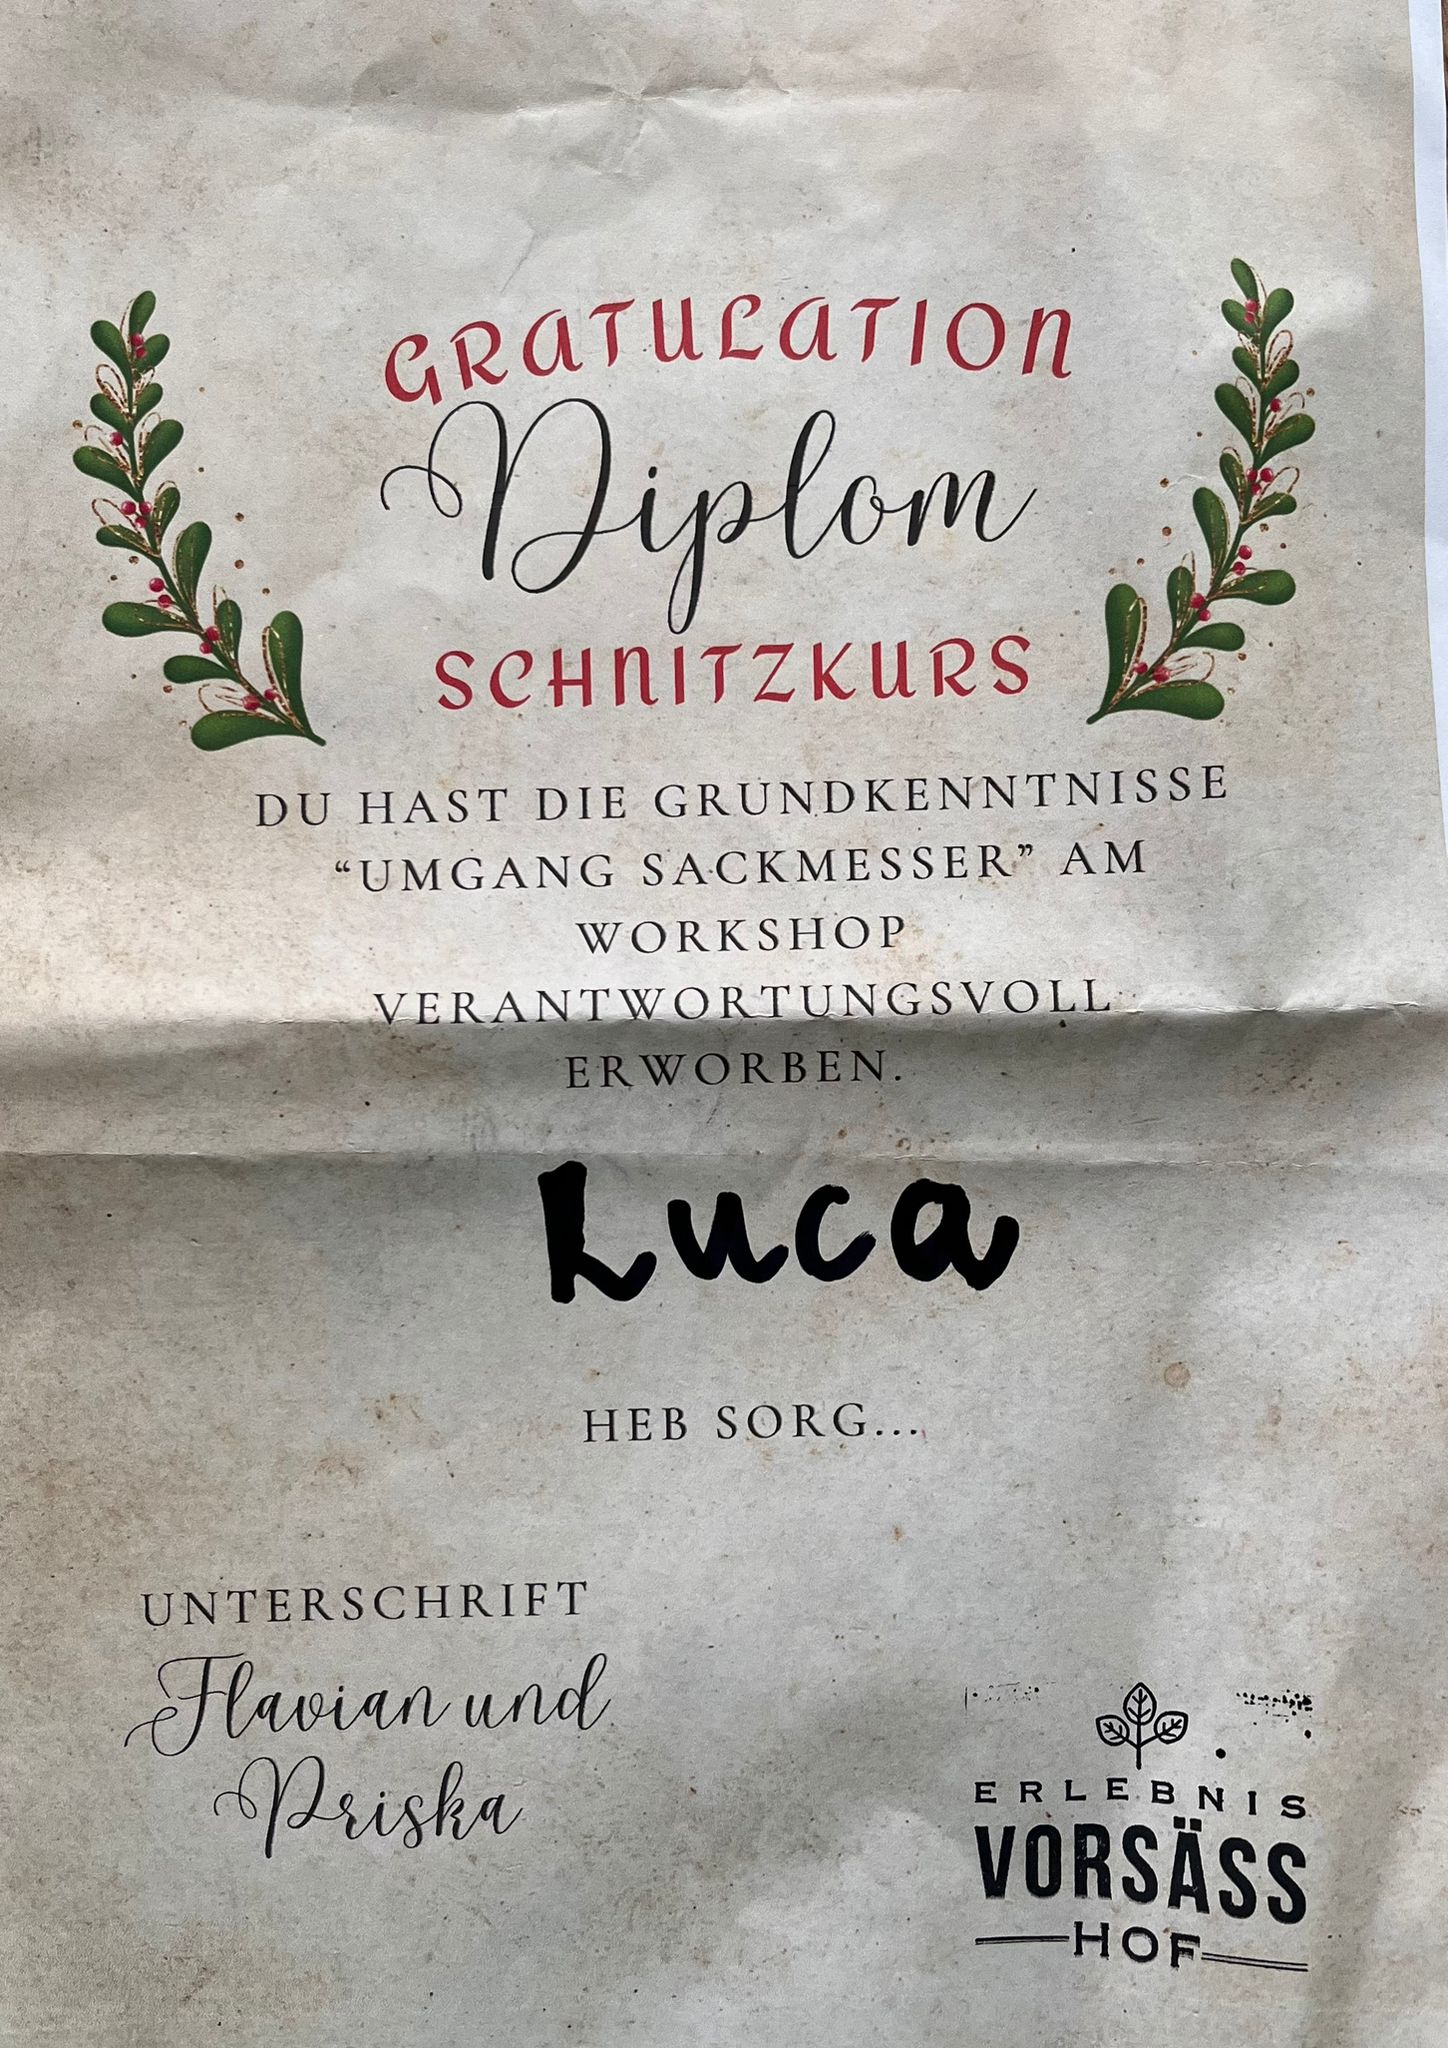 GRATULATION
Diplom
SCHNITZKURS
DU HAST DIE GRUNDKENNTNISSE
“UMGANG SACKMESSER” AM
WORKSHOP
VERANTWORTUNGSVOLL
ERWORBEN.
Luca
HEB SORG...
UNTERSCHRIFT
Flavian und
Priska
ERLEBNIS
VORSÄSS
HOF